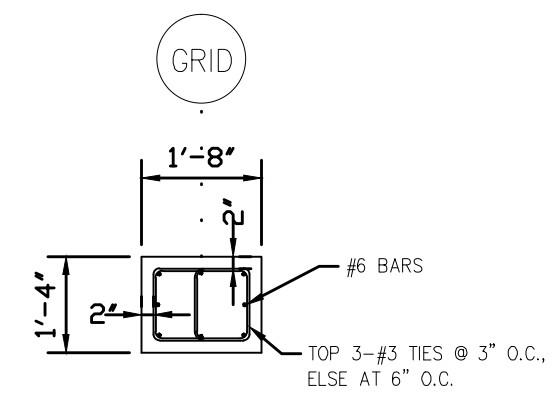 GRID
1'-8"
2"
1'-4"
2"
#6 BARS
TOP 3-#3 TIES @ 3" O.C.,
ELSE AT 6" O.C.